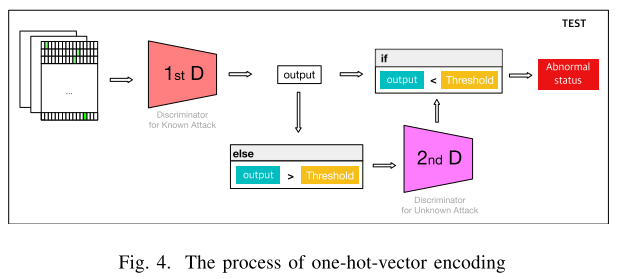 TEST
1st D
Discriminator
for Known Attack
output
if
output < Threshold
Abnormal
status
...
else
output > Threshold
2nd D
Discriminator
for Unknown Attack
Fig. 4. The process of one-hot-vector encoding